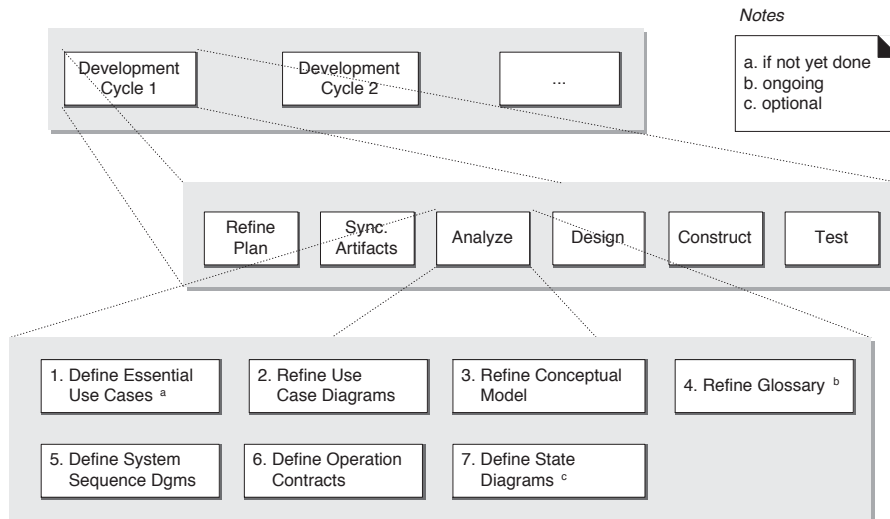 Notes
a. if not yet done
b. ongoing
c. optional
Development
Cycle 1
Development
Cycle 2
...
Refine
Plan
Sync.
Artifacts
Analyze
Design
Construct
Test
1. Define Essential
Use Cases a
2. Refine Use
Case Diagrams
3. Refine Conceptual
Model
4. Refine Glossary b
5. Define System
Sequence Dgms
6. Define Operation
Contracts
7. Define State
Diagrams c